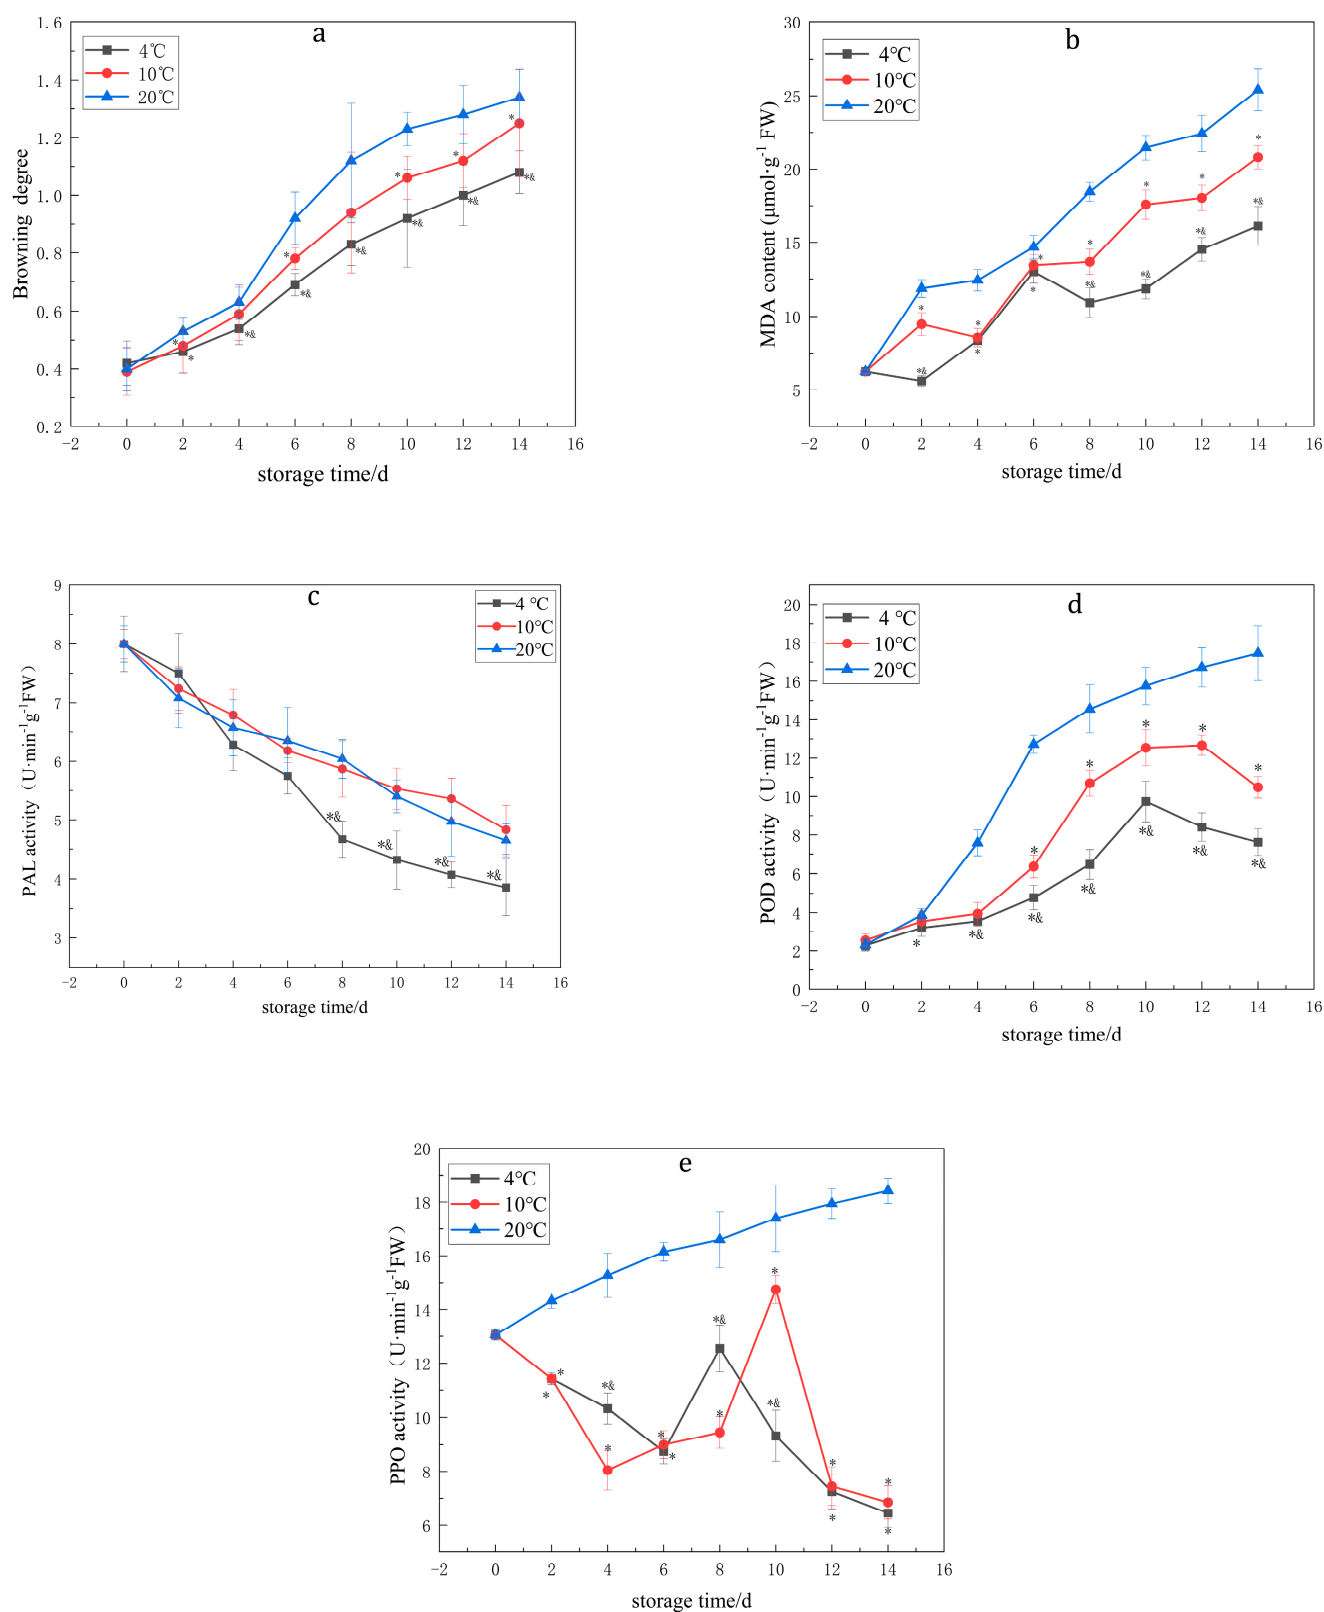 a
4℃
10℃
20℃
Browning degree
1.6
1.4
1.2
1.0
0.8
0.6
0.4
0.2
* * *& * *& *& * *& * *& * *&
-2 0 2 4 6 8 10 12 14 16
storage time/d
b
4℃
10℃
20℃
MDA content (μmol·g⁻¹ FW)
30
25
20
15
10
5
* *& * * * * * *& * *& * *& * *&
-2 0 2 4 6 8 10 12 14 16
storage time/d
c
4 ℃
10℃
20℃
PAL activity（U·min⁻¹g⁻¹FW）
9
8
7
6
5
4
3
*& *& *& *&
-2 0 2 4 6 8 10 12 14 16
storage time/d
d
4 ℃
10℃
20℃
POD activity（U·min⁻¹g⁻¹FW）
20
18
16
14
12
10
8
6
4
2
0
* *& * *& * *& * *& * *& * *&
-2 0 2 4 6 8 10 12 14 16
storage time/d
e
4℃
10℃
20℃
PPO activity（U·min⁻¹g⁻¹FW）
20
18
16
14
12
10
8
6
* * *& * * * *& * * *& * * * *
-2 0 2 4 6 8 10 12 14 16
storage time/d